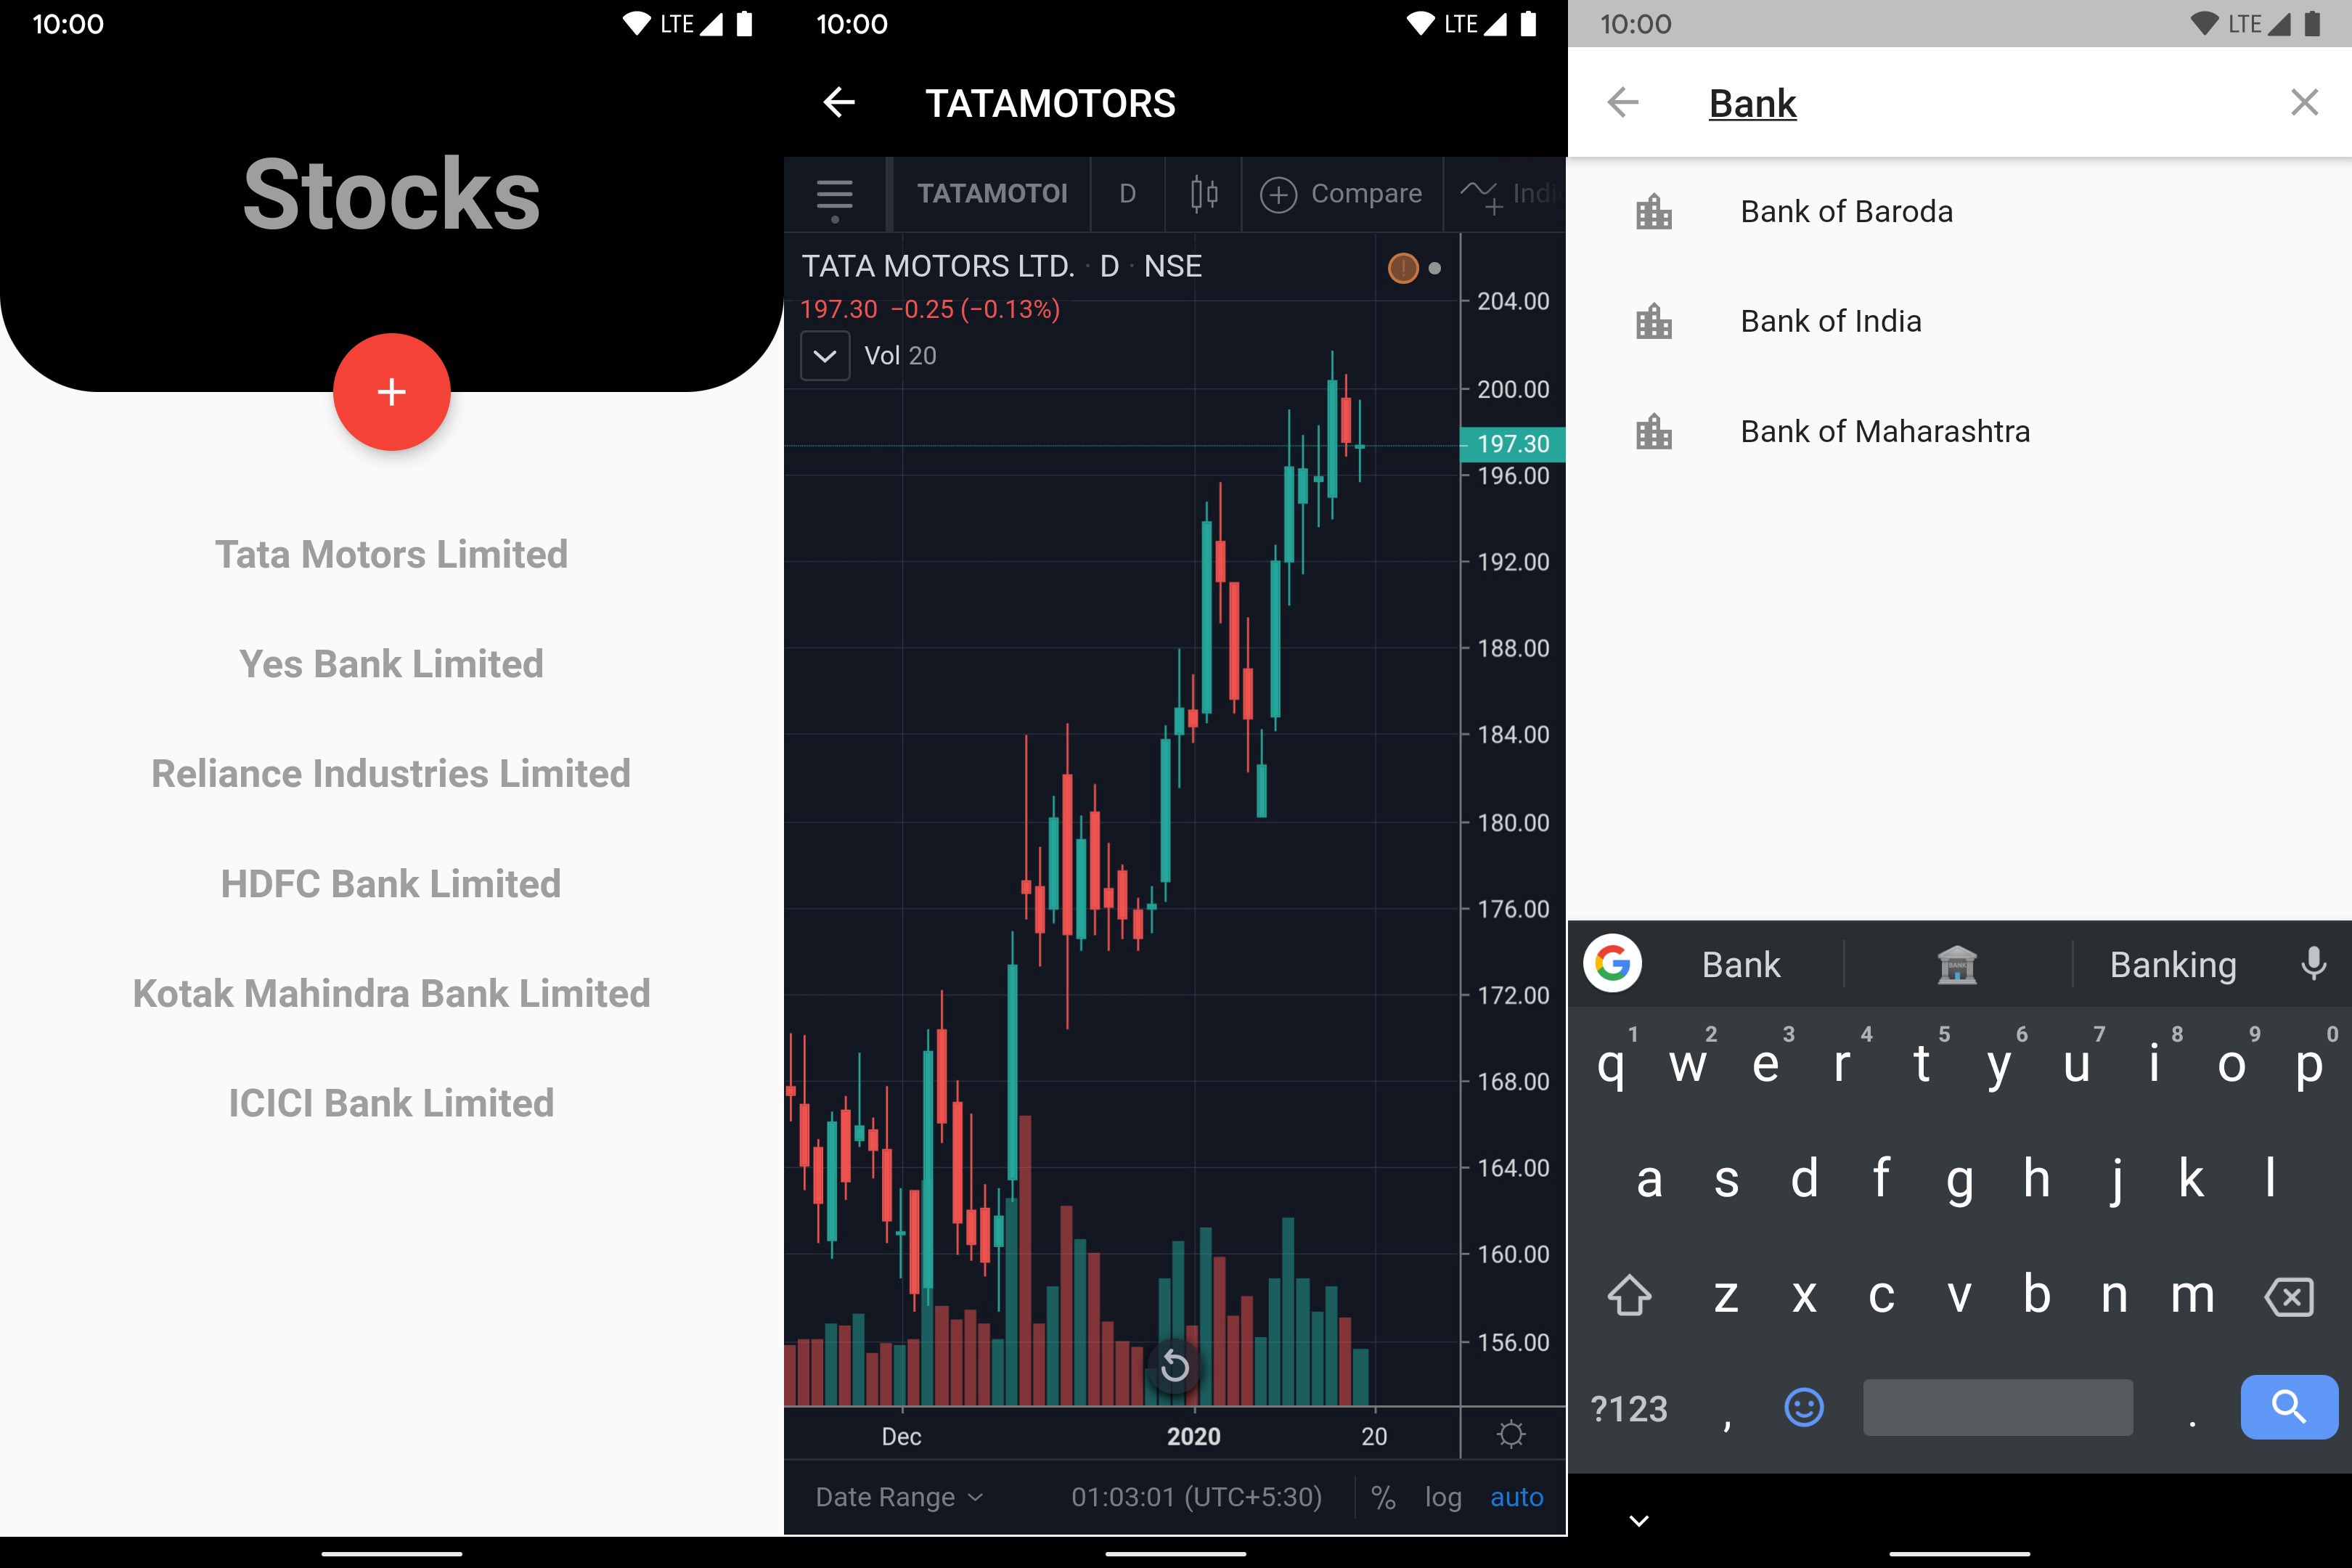 10:00 LTE
Stocks
+
Tata Motors Limited
Yes Bank Limited
Reliance Industries Limited
HDFC Bank Limited
Kotak Mahindra Bank Limited
ICICI Bank Limited
10:00 LTE
TATAMOTORS
TATAMOTOI D Compare Indi
TATA MOTORS LTD. · D · NSE
197.30 −0.25 (−0.13%)
Vol 20
204.00
200.00
197.30
196.00
192.00
188.00
184.00
180.00
176.00
172.00
168.00
164.00
160.00
156.00
Dec 2020 20
Date Range 01:03:01 (UTC+5:30) % log auto
10:00 LTE
Bank
Bank of Baroda
Bank of India
Bank of Maharashtra
G Bank BANK Banking
1 2 3 4 5 6 7 8 9 0
q w e r t y u i o p
a s d f g h j k l
z x c v b n m
?123 , .